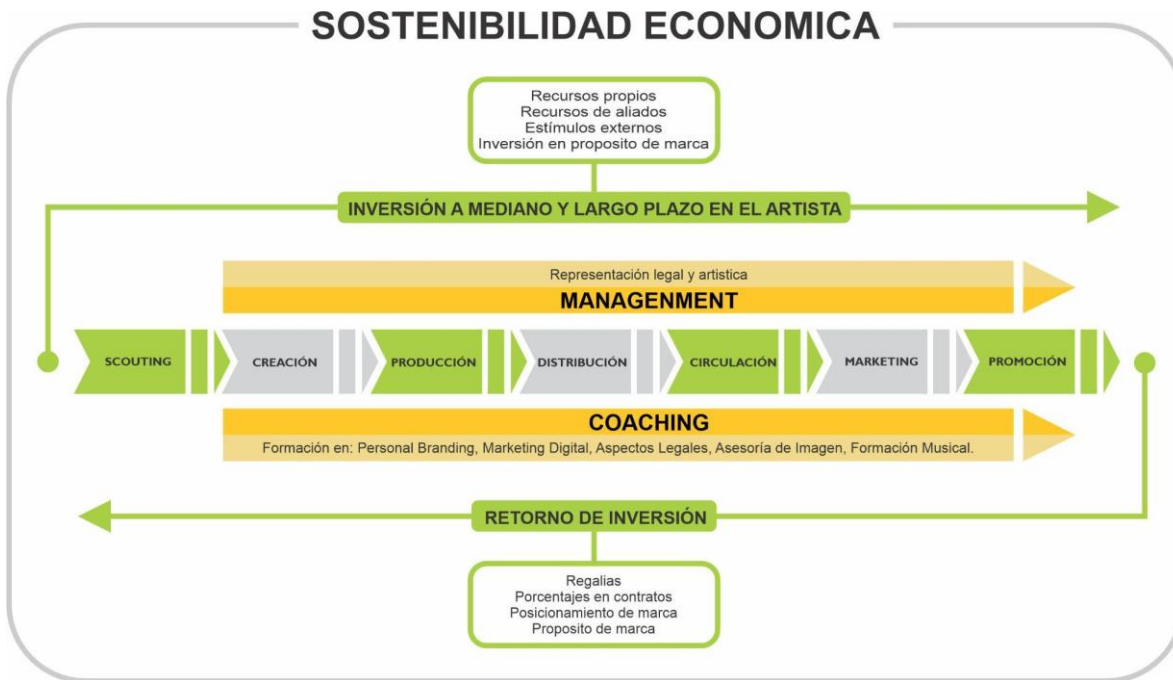 SOSTENIBILIDAD ECONOMICA
Recursos propios
Recursos de aliados
Estímulos externos
Inversión en proposito de marca
INVERSIÓN A MEDIANO Y LARGO PLAZO EN EL ARTISTA
Representación legal y artistica
MANAGENMENT
SCOUTING
CREACIÓN
PRODUCCIÓN
DISTRIBUCIÓN
CIRCULACIÓN
MARKETING
PROMOCIÓN
COACHING
Formación en: Personal Branding, Marketing Digital, Aspectos Legales, Asesoría de Imagen, Formación Musical.
RETORNO DE INVERSIÓN
Regalias
Porcentajes en contratos
Posicionamiento de marca
Proposito de marca